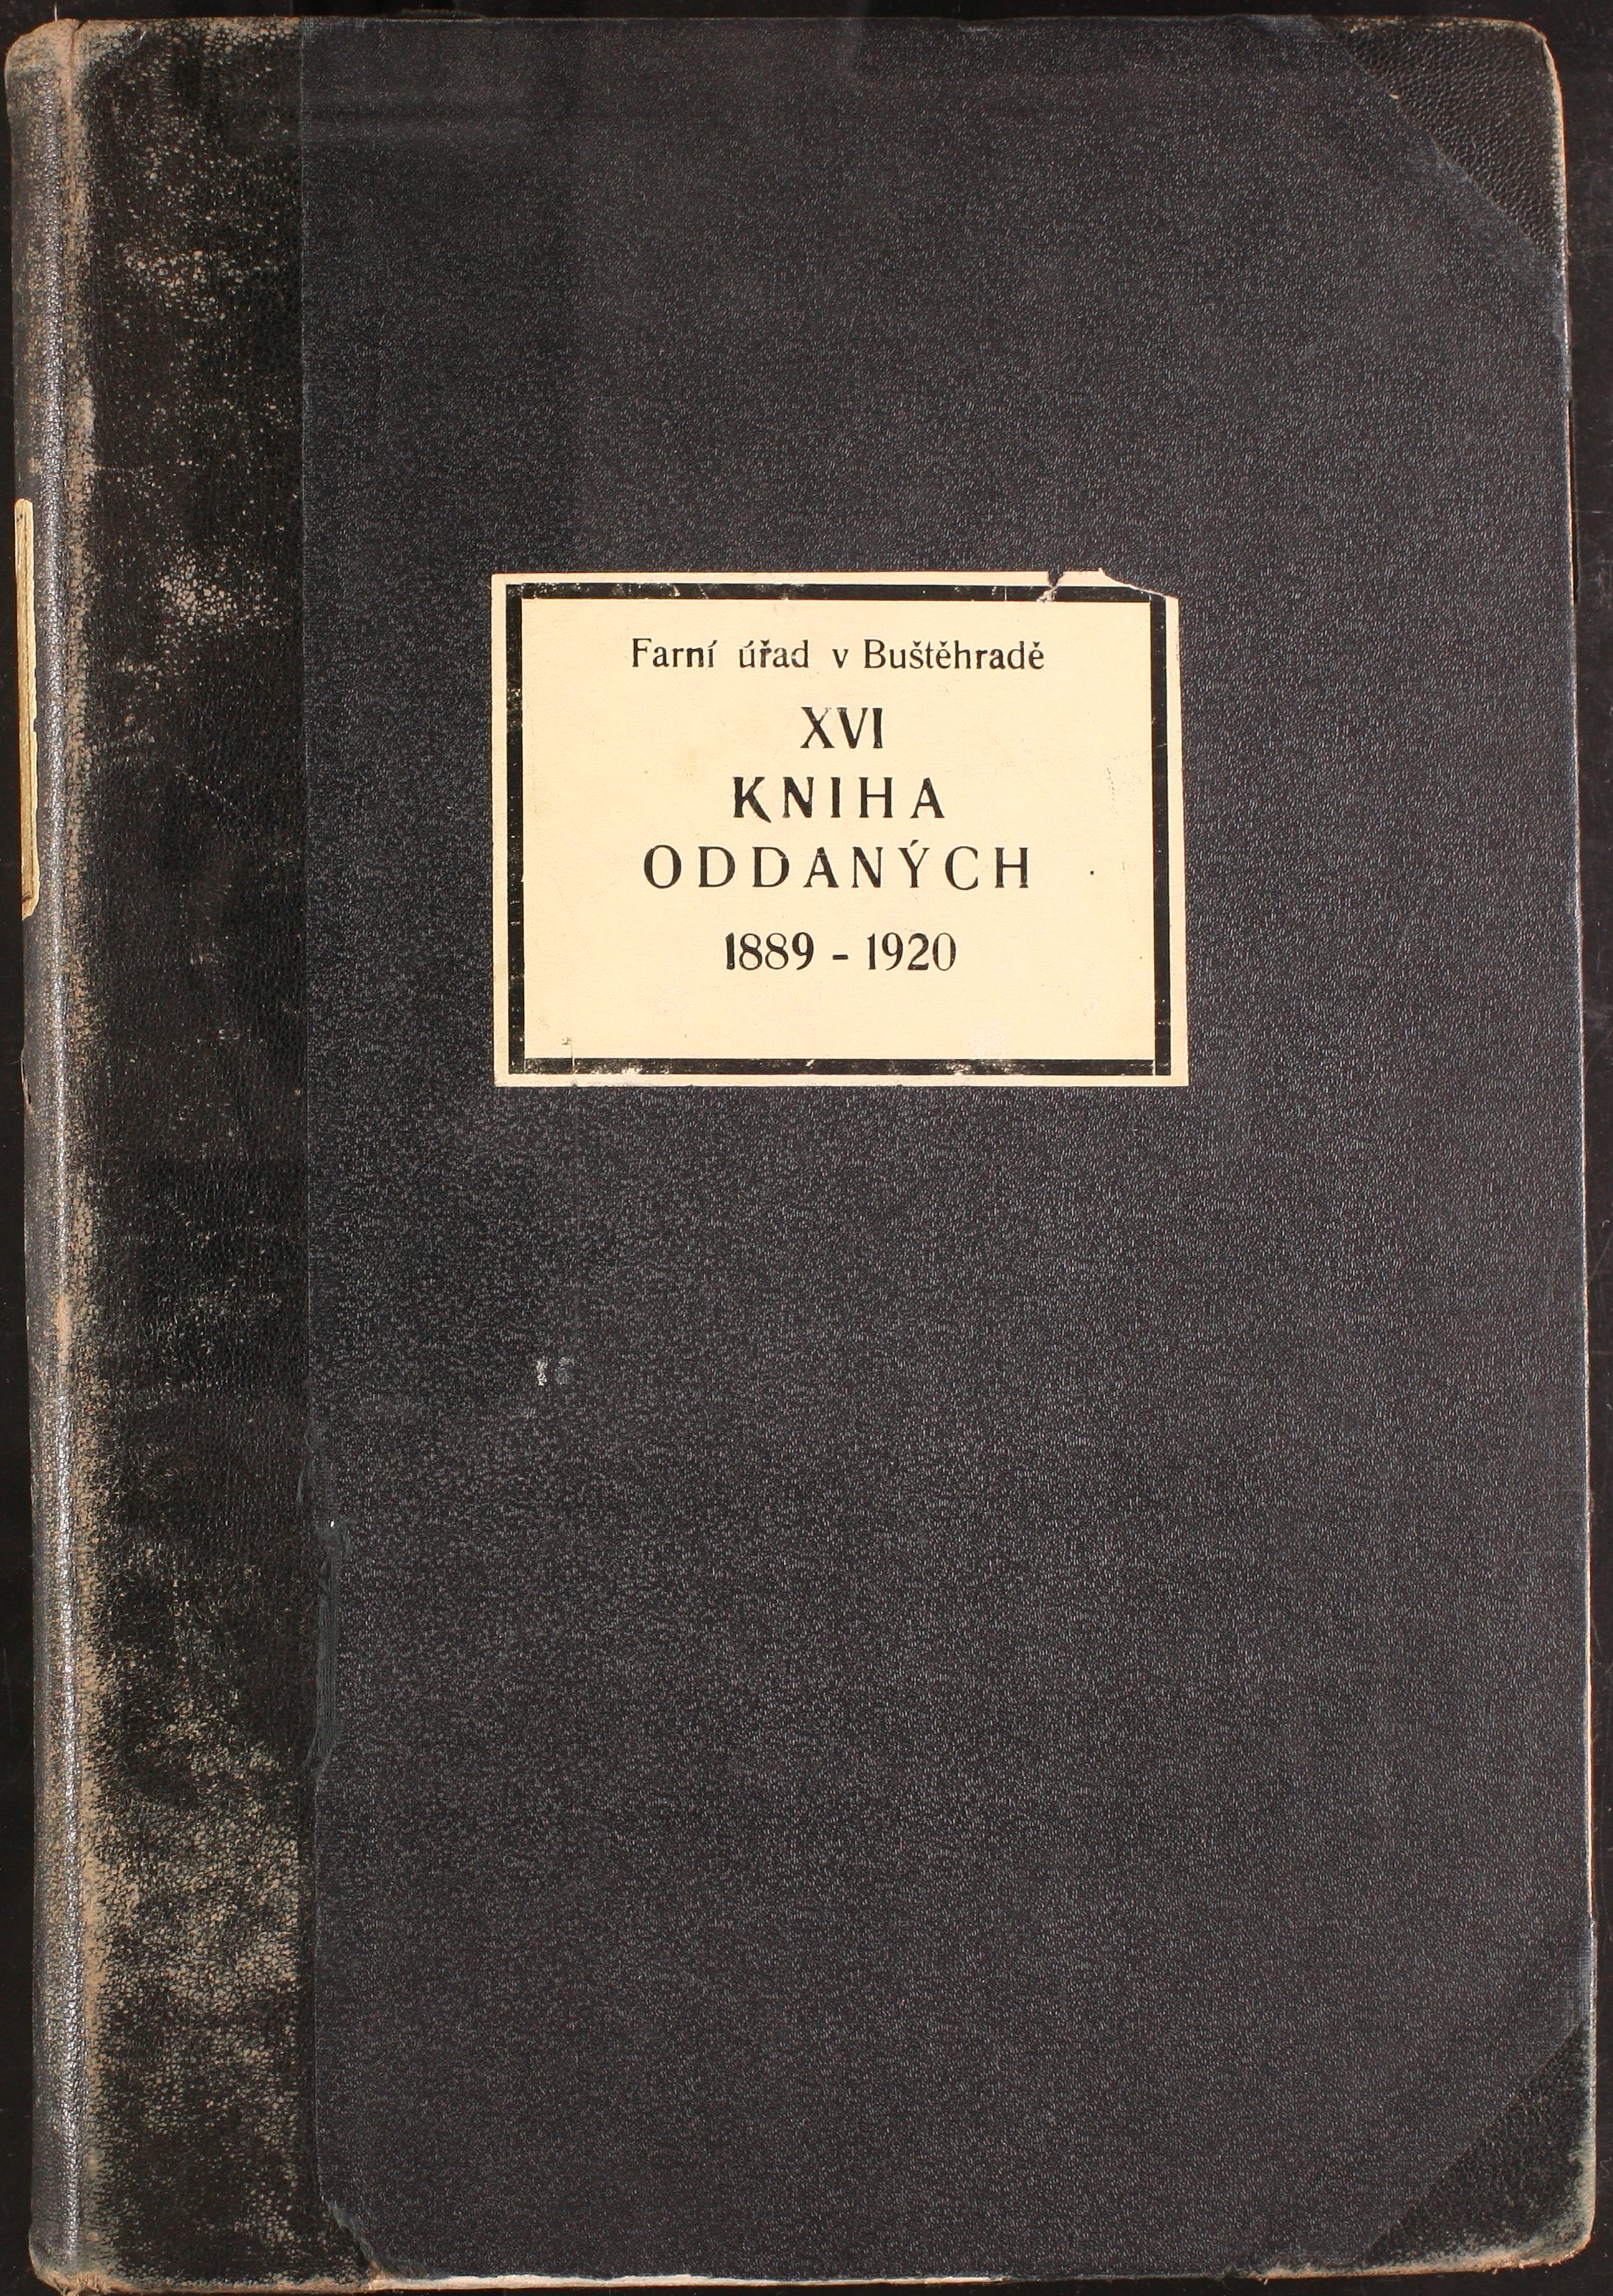 Farní úřad v Buštěhradě
XVI
KNIHA
ODDANÝCH
1889 - 1920